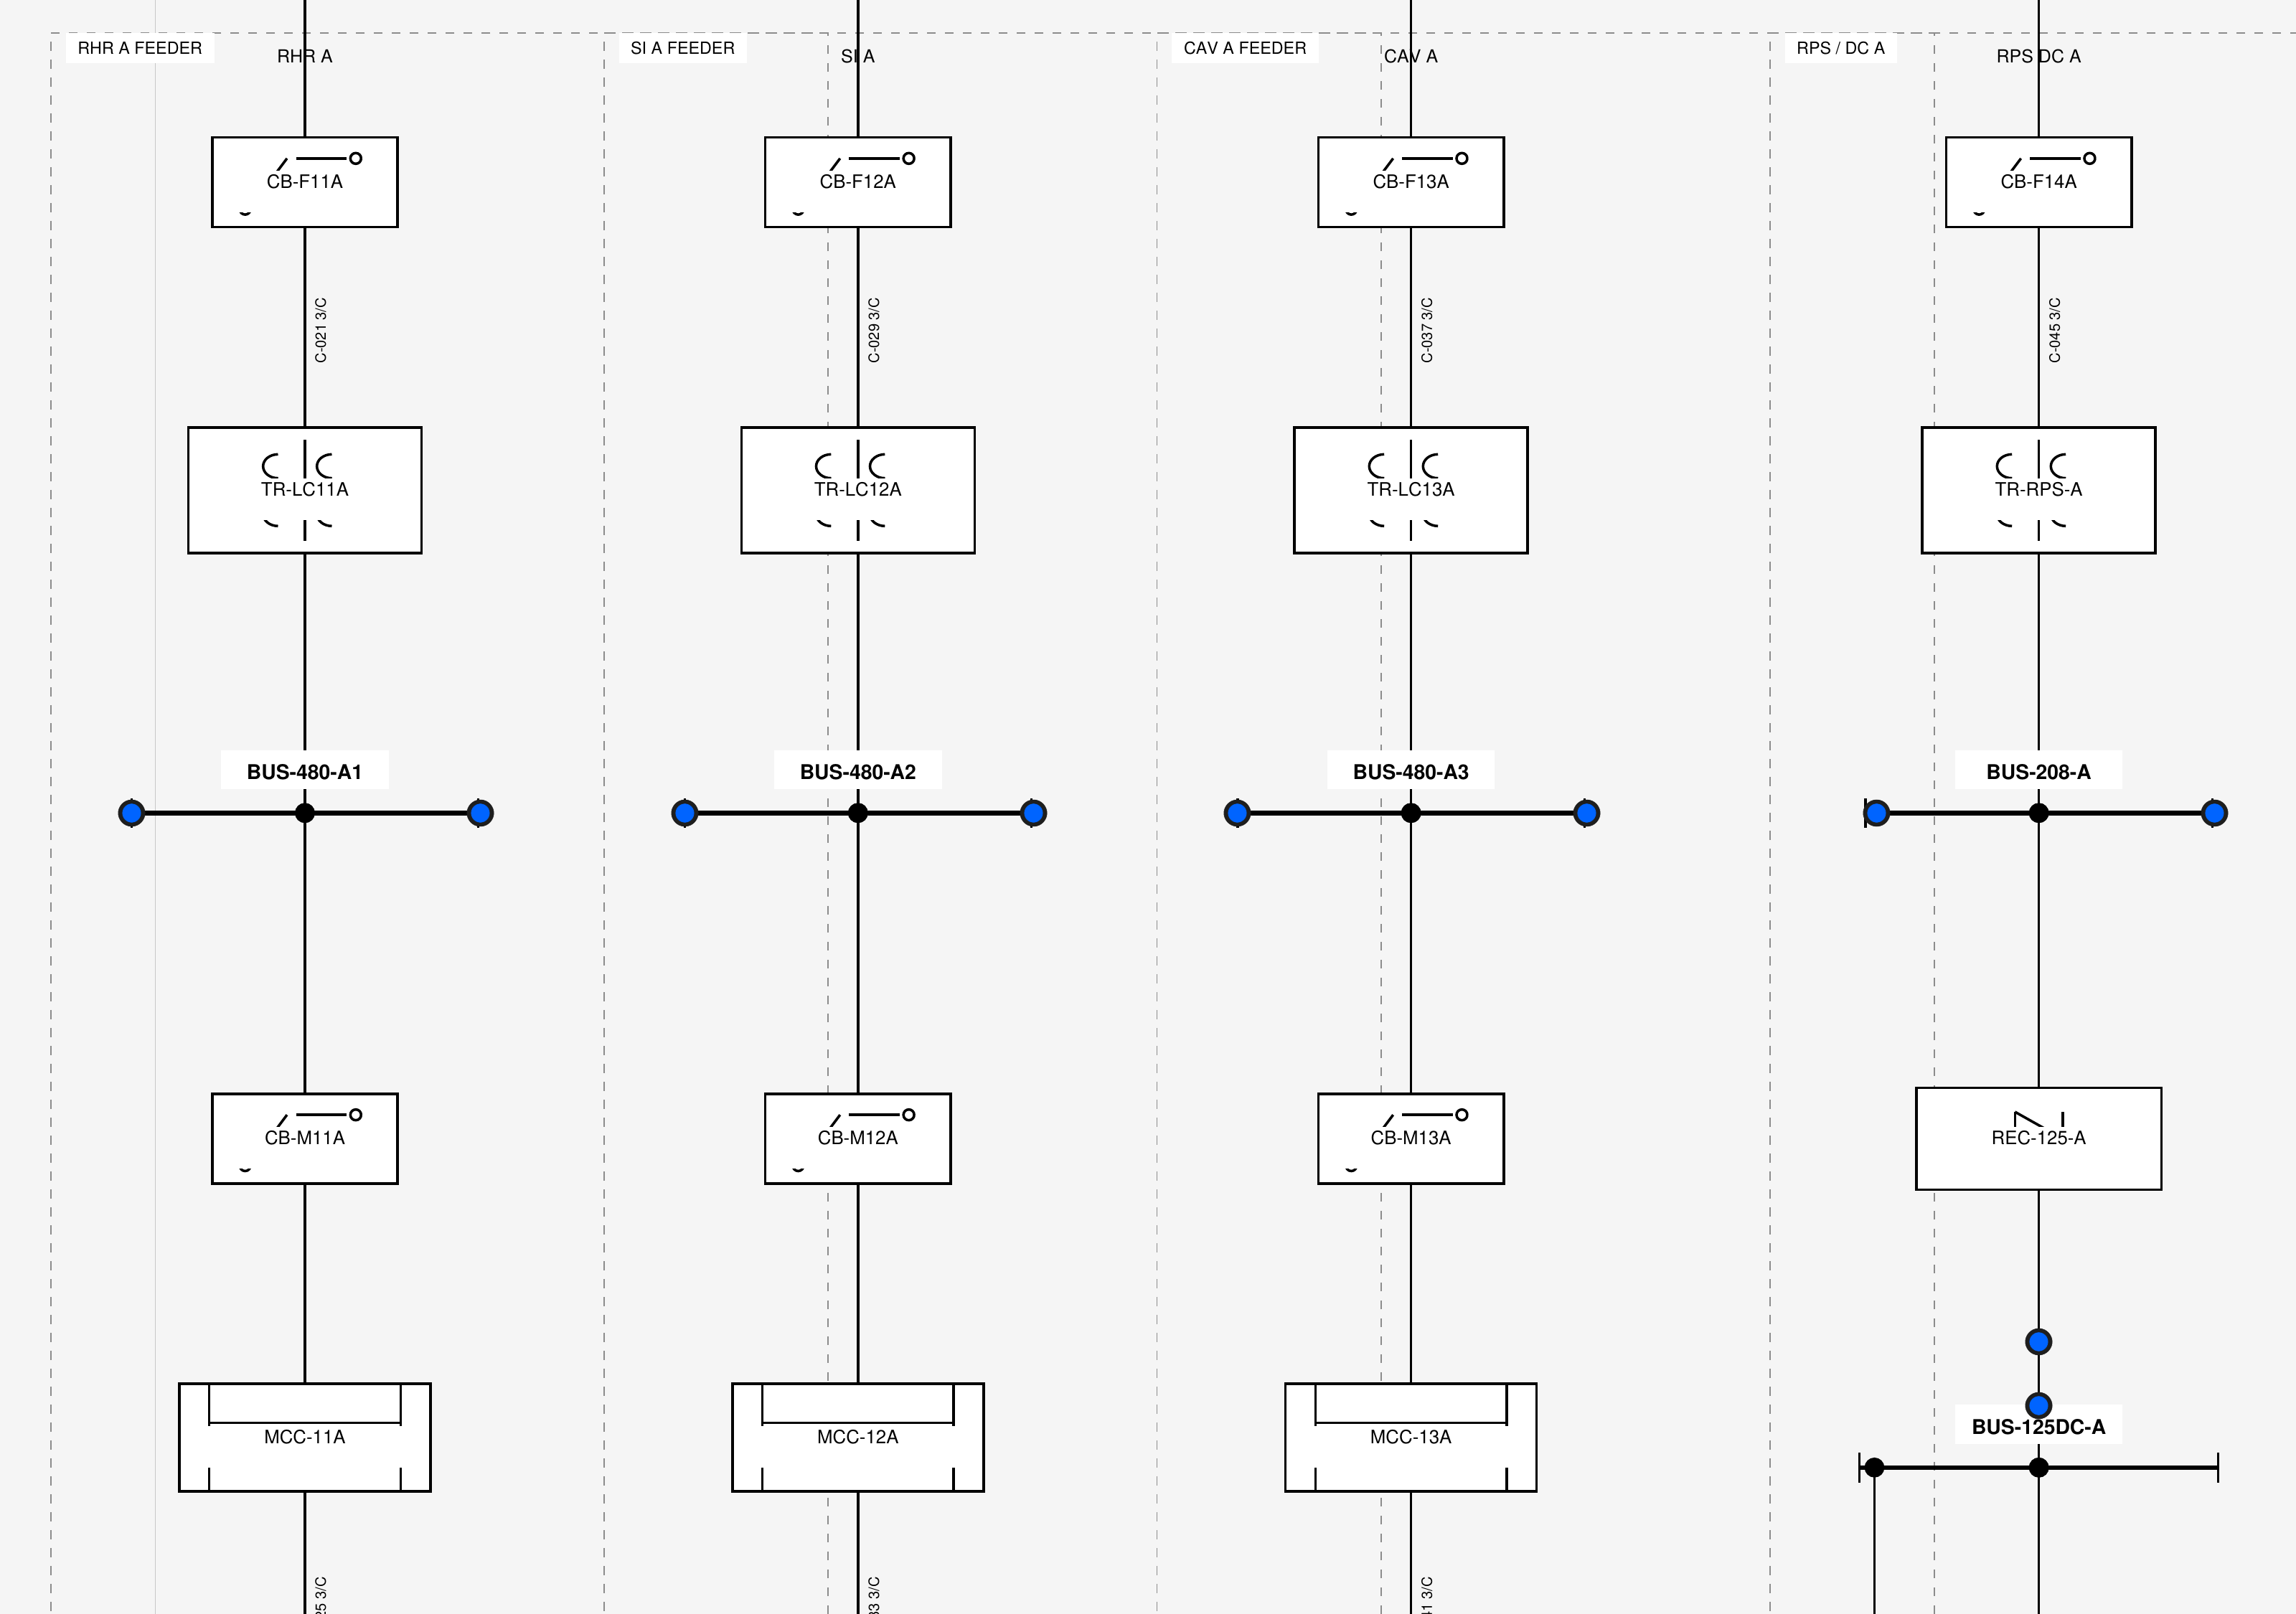 RHR A FEEDER
RHR A
SI A FEEDER
SI A
CAV A FEEDER
CAV A
RPS / DC A
RPS DC A
CB-F11A
CB-F12A
CB-F13A
CB-F14A
C-021 3/C
C-029 3/C
C-037 3/C
C-045 3/C
TR-LC11A
TR-LC12A
TR-LC13A
TR-RPS-A
BUS-480-A1
BUS-480-A2
BUS-480-A3
BUS-208-A
CB-M11A
CB-M12A
CB-M13A
REC-125-A
BUS-125DC-A
MCC-11A
MCC-12A
MCC-13A
3/C
3/C
3/C